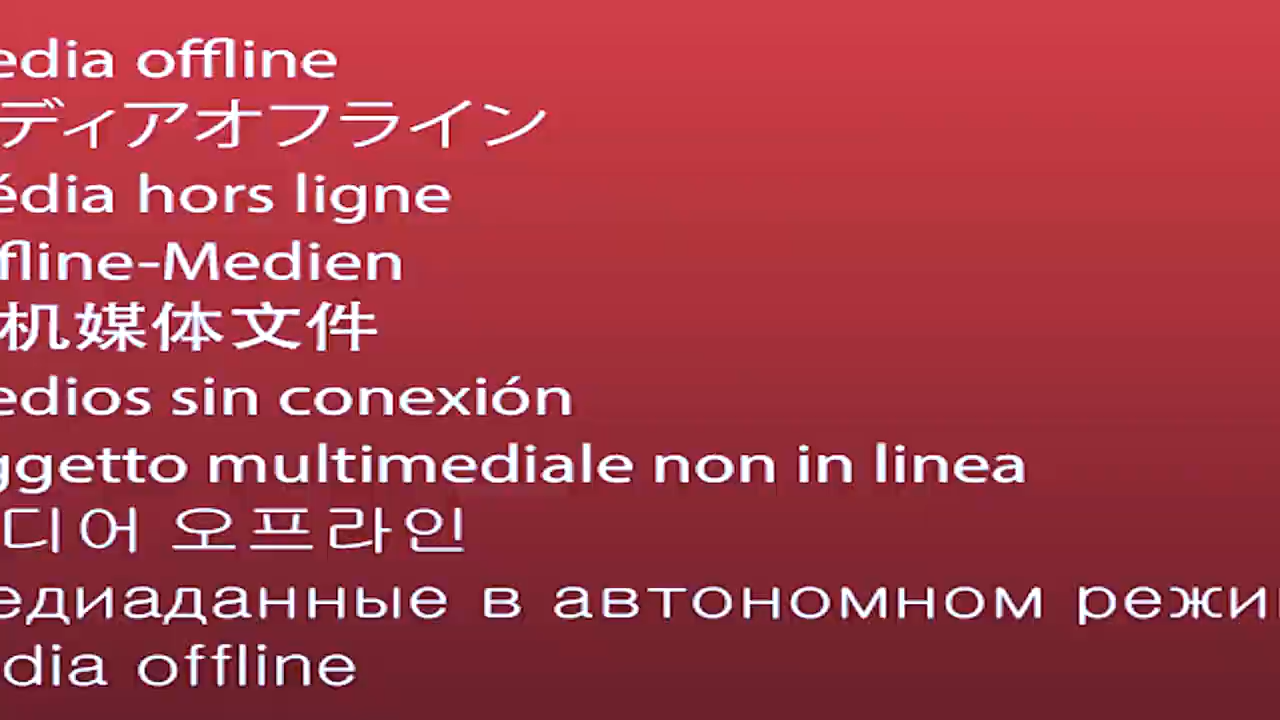 edia offline
ディアオフライン
édia hors ligne
fline-Medien
机媒体文件
edios sin conexión
ggetto multimediale non in linea
디어 오프라인
едиаданные в автономном режи
dia offline